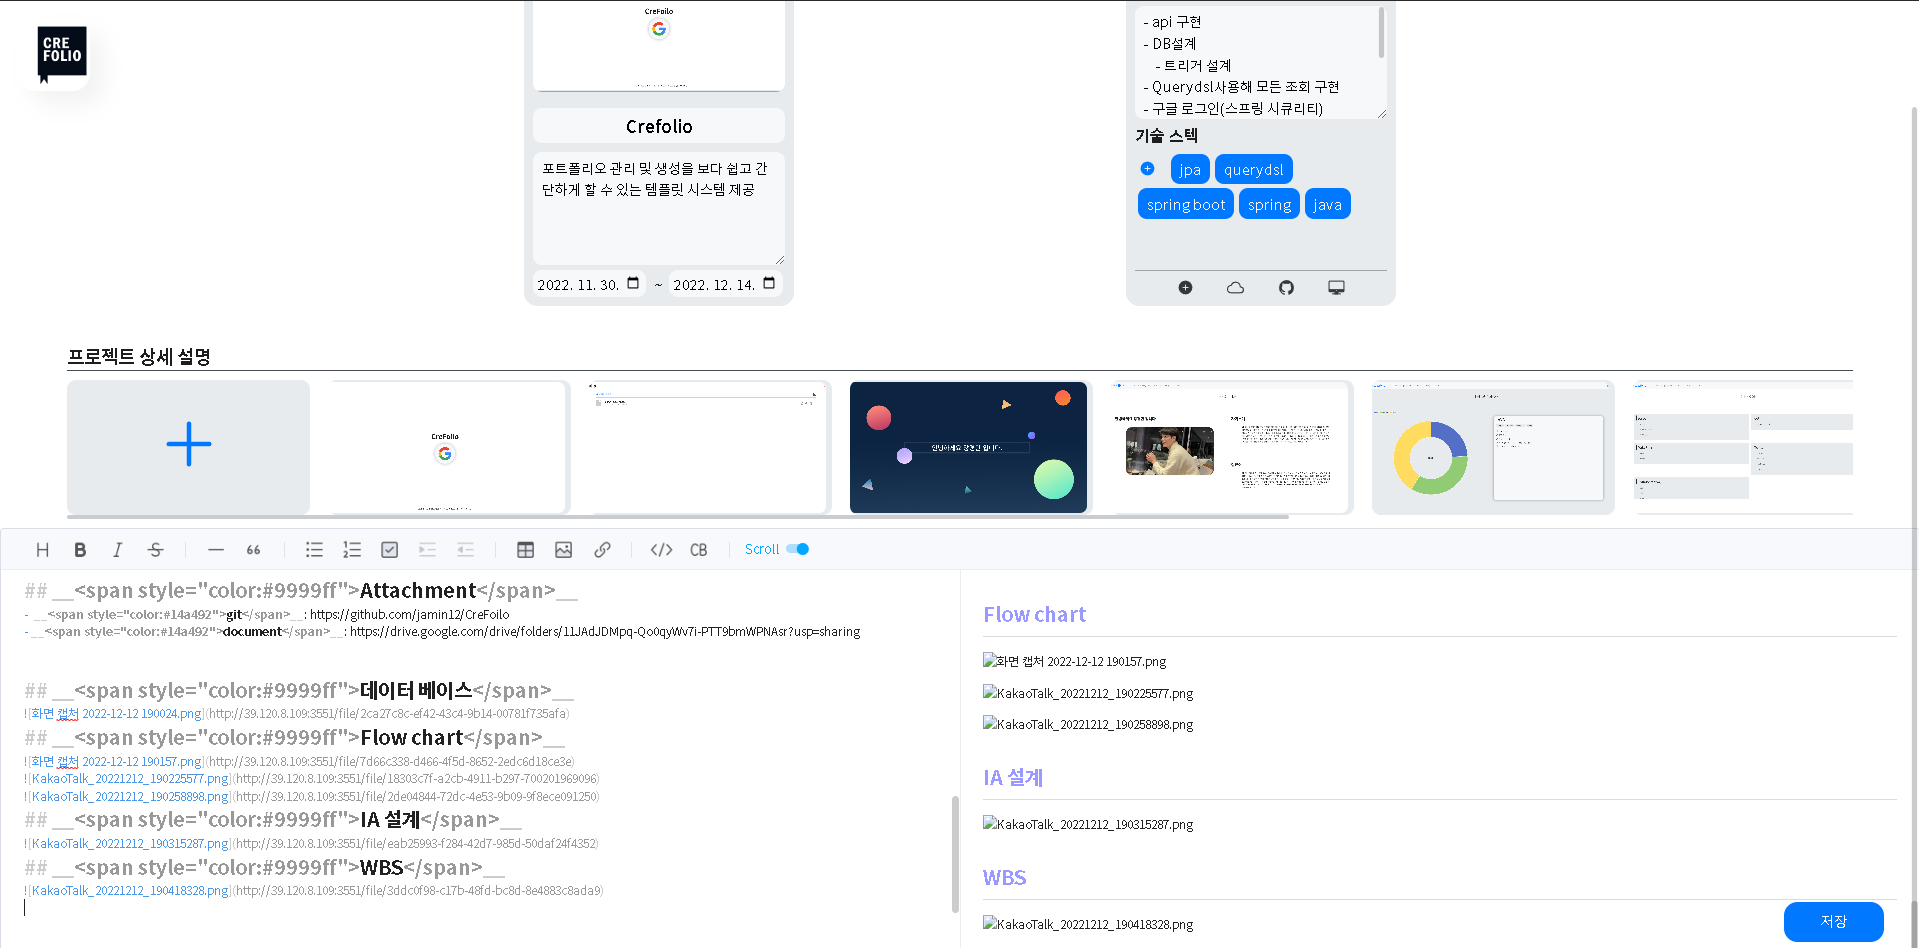 CRE
FOLIO
CreFoilo
Crefolio
포트폴리오 관리 및 생성을 보다 쉽고 간
단하게 할 수 있는 템플릿 시스템 제공
2022. 11. 30. ~ 2022. 12. 14.
- api 구현
- DB설계
- 트리거 설계
- Querydsl사용해 모든 조회 구현
- 구글 로그인(스프링 시큐리티)
기술 스텍
jpa querydsl
spring boot spring java
프로젝트 상세 설명
CreFoilo
안녕하세요 장경민 입니다.
H B I S 66 </> CB Scroll
## __<span style="color:#9999ff">Attachment</span>__
- __<span style="color:#14a492">git</span>__: https://github.com/jamin12/CreFoilo
- __<span style="color:#14a492">document</span>__: https://drive.google.com/drive/folders/11JAdJDMpq-Qo0qyWv7i-PTT9bmWPNAsr?usp=sharing
## __<span style="color:#9999ff">데이터 베이스</span>__
![화면 캡처 2022-12-12 190024.png](http://39.120.8.109:3551/file/2ca27c8c-ef42-43c4-9b14-00781f735afa)
## __<span style="color:#9999ff">Flow chart</span>__
![화면 캡처 2022-12-12 190157.png](http://39.120.8.109:3551/file/7d66c338-d466-4f5d-8652-2edc6d18ce3e)
![KakaoTalk_20221212_190225577.png](http://39.120.8.109:3551/file/18303c7f-a2cb-4911-b297-700201969096)
![KakaoTalk_20221212_190258898.png](http://39.120.8.109:3551/file/2de04844-72dc-4e53-9b09-9f8ece091250)
## __<span style="color:#9999ff">IA 설계</span>__
![KakaoTalk_20221212_190315287.png](http://39.120.8.109:3551/file/eab25993-f284-42d7-985d-50daf24f4352)
## __<span style="color:#9999ff">WBS</span>__
![KakaoTalk_20221212_190418328.png](http://39.120.8.109:3551/file/3ddc0f98-c17b-48fd-bc8d-8e4883c8ada9)
Flow chart
화면 캡처 2022-12-12 190157.png
KakaoTalk_20221212_190225577.png
KakaoTalk_20221212_190258898.png
IA 설계
KakaoTalk_20221212_190315287.png
WBS
KakaoTalk_20221212_190418328.png
저장